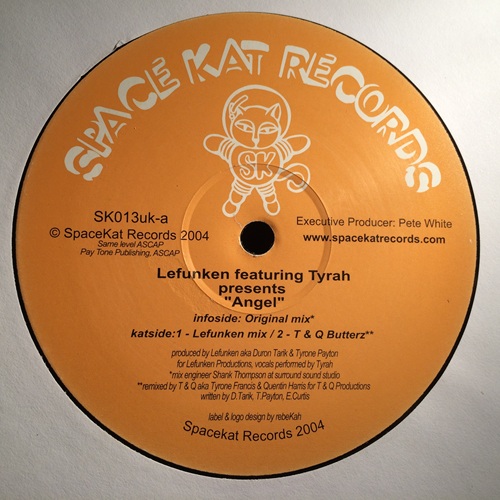 SPACE KAT RECORDS
SK
SK013uk-a
© SpaceKat Records 2004
Same level ASCAP
Pay Tone Publishing, ASCAP
Executive Producer: Pete White
www.spacekatrecords.com
Lefunken featuring Tyrah
presents
"Angel"
infoside: Original mix*
katside:1 - Lefunken mix / 2 - T & Q Butterz**
produced by Lefunken aka Duron Tarik & Tyrone Payton
for Lefunken Productions, vocals performed by Tyrah
*mix engineer Shank Thompson at surround sound studio
**remixed by T & Q aka Tyrone Francis & Quentin Harris for T & Q Productions
written by D.Tarik, T.Payton, E.Curtis
label & logo design by rebeKah
Spacekat Records 2004